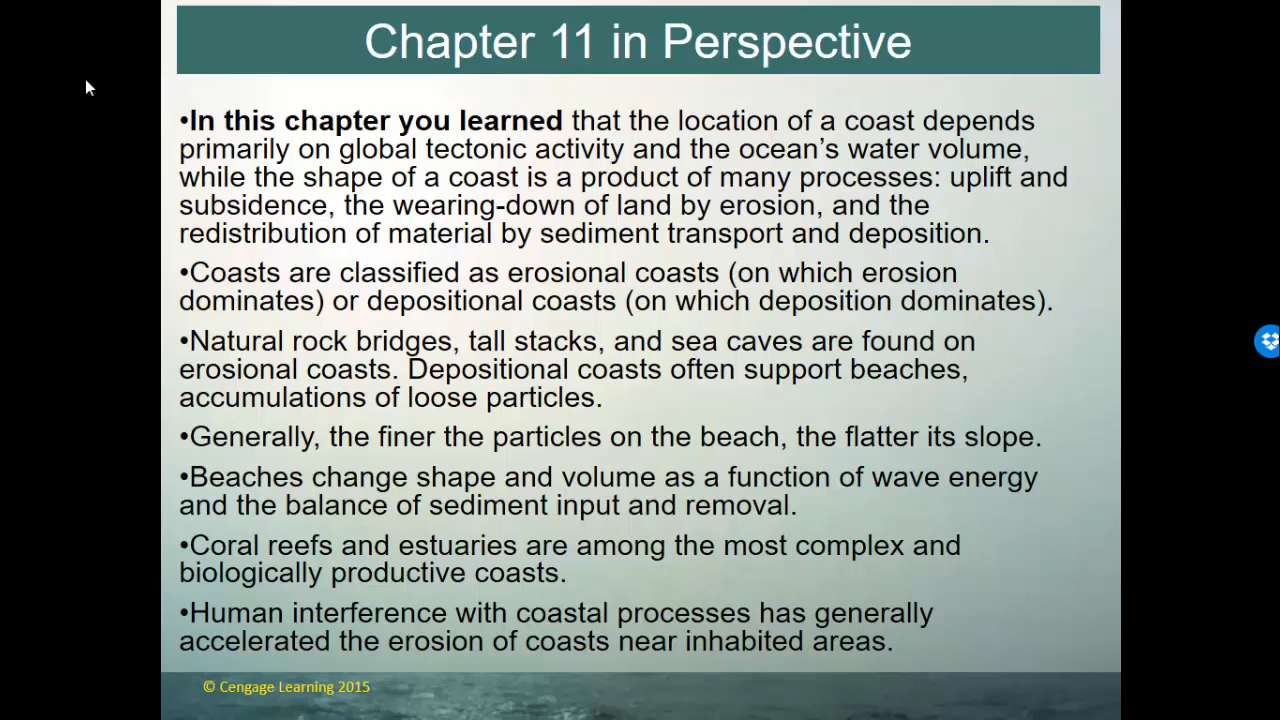 Chapter 11 in Perspective
•In this chapter you learned that the location of a coast depends
primarily on global tectonic activity and the ocean’s water volume,
while the shape of a coast is a product of many processes: uplift and
subsidence, the wearing-down of land by erosion, and the
redistribution of material by sediment transport and deposition.
•Coasts are classified as erosional coasts (on which erosion
dominates) or depositional coasts (on which deposition dominates).
•Natural rock bridges, tall stacks, and sea caves are found on
erosional coasts. Depositional coasts often support beaches,
accumulations of loose particles.
•Generally, the finer the particles on the beach, the flatter its slope.
•Beaches change shape and volume as a function of wave energy
and the balance of sediment input and removal.
•Coral reefs and estuaries are among the most complex and
biologically productive coasts.
•Human interference with coastal processes has generally
accelerated the erosion of coasts near inhabited areas.
© Cengage Learning 2015